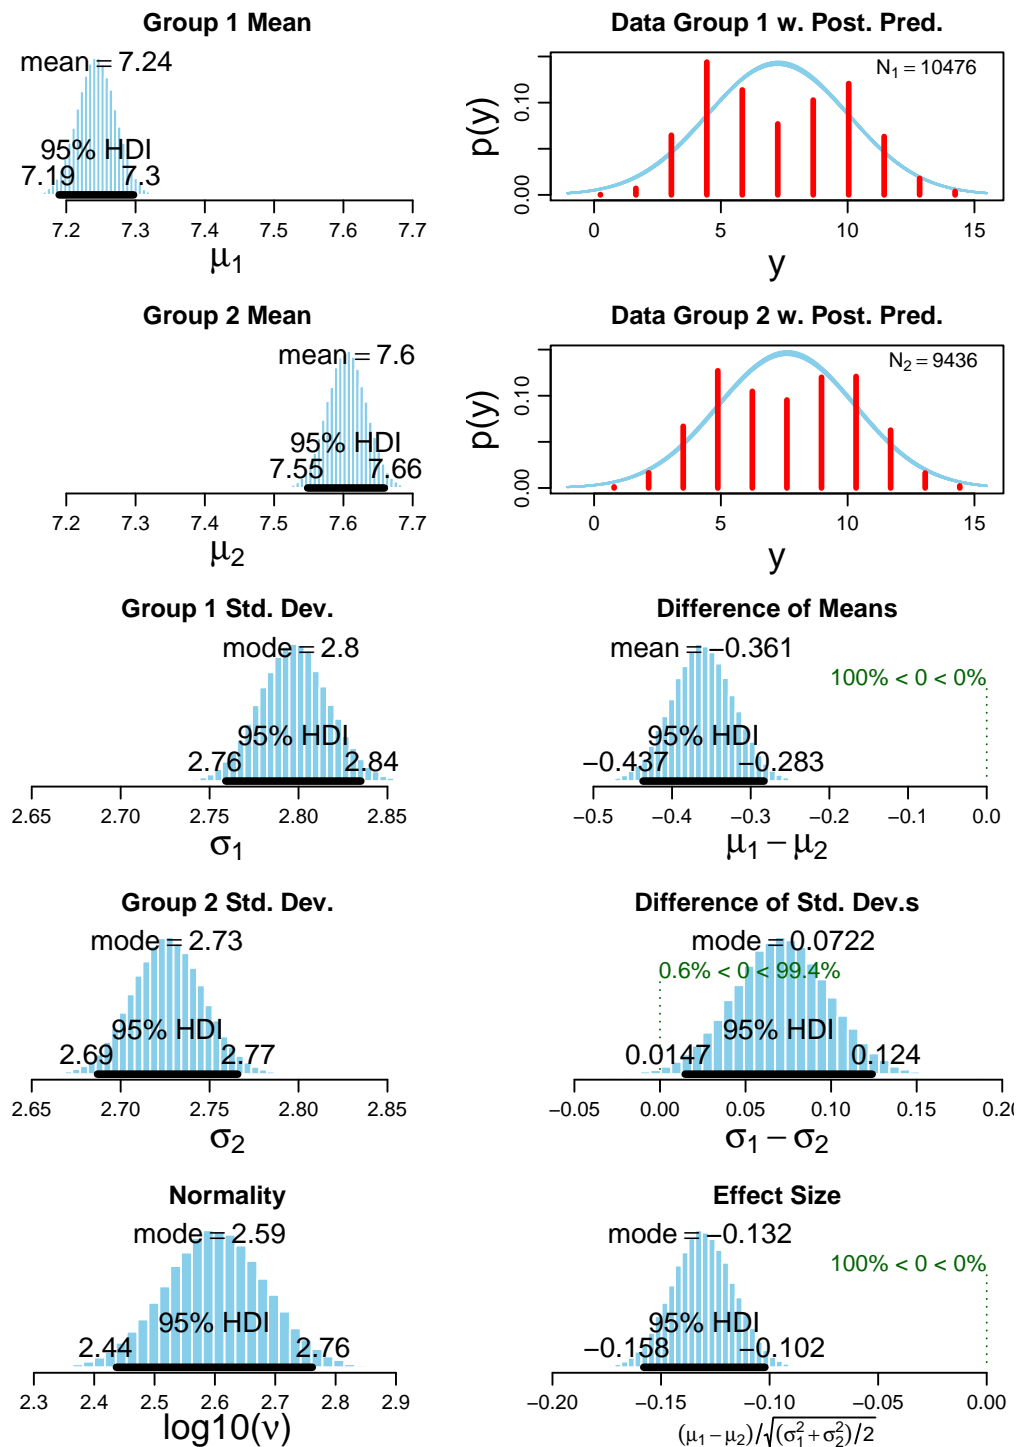 Group 1 Mean
mean = 7.24
95% HDI
7.19 7.3
7.2 7.3 7.4 7.5 7.6 7.7
μ1
Data Group 1 w. Post. Pred.
N1 = 10476
p(y)
0.00 0.10
0 5 10 15
y
Group 2 Mean
mean = 7.6
95% HDI
7.55 7.66
7.2 7.3 7.4 7.5 7.6 7.7
μ2
Data Group 2 w. Post. Pred.
N2 = 9436
p(y)
0.00 0.10
0 5 10 15
y
Group 1 Std. Dev.
mode = 2.8
95% HDI
2.76 2.84
2.65 2.70 2.75 2.80 2.85
σ1
Difference of Means
mean = −0.361
100% < 0 < 0%
95% HDI
−0.437 −0.283
−0.5 −0.4 −0.3 −0.2 −0.1 0.0
μ1 − μ2
Group 2 Std. Dev.
mode = 2.73
95% HDI
2.69 2.77
2.65 2.70 2.75 2.80 2.85
σ2
Difference of Std. Dev.s
mode = 0.0722
0.6% < 0 < 99.4%
95% HDI
0.0147 0.124
−0.05 0.00 0.05 0.10 0.15 0.20
σ1 − σ2
Normality
mode = 2.59
95% HDI
2.44 2.76
2.3 2.4 2.5 2.6 2.7 2.8 2.9
log10(ν)
Effect Size
mode = −0.132
100% < 0 < 0%
95% HDI
−0.158 −0.102
−0.20 −0.15 −0.10 −0.05 0.00
(μ1 − μ2)/√(σ1² + σ2²)/2